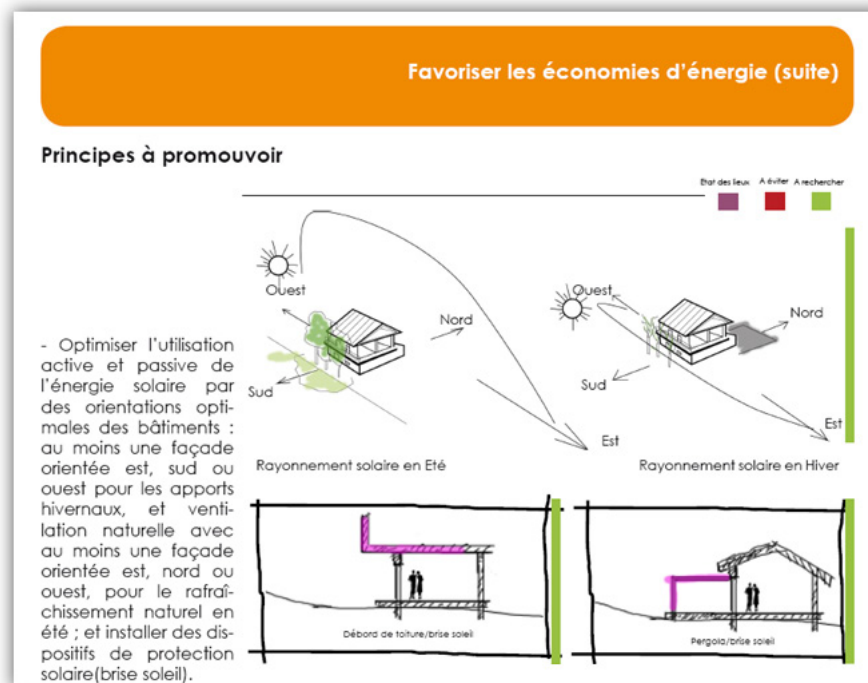 Favoriser les économies d'énergie (suite)
Principes à promouvoir
Etat des lieux
A éviter
A rechercher
- Optimiser l'utilisation
active et passive de
l'énergie solaire par
des orientations opti-
males des bâtiments :
au moins une façade
orientée est, sud ou
ouest pour les apports
hivernaux, et venti-
lation naturelle avec
au moins une façade
orientée est, nord ou
ouest, pour le rafraî-
chissement naturel en
été ; et installer des dis-
positifs de protection
solaire(brise soleil).
Ouest
Nord
Sud
Est
Rayonnement solaire en Eté
Ouest
Nord
Sud
Est
Rayonnement solaire en Hiver
Débord de toiture/brise soleil
Pergola/brise soleil